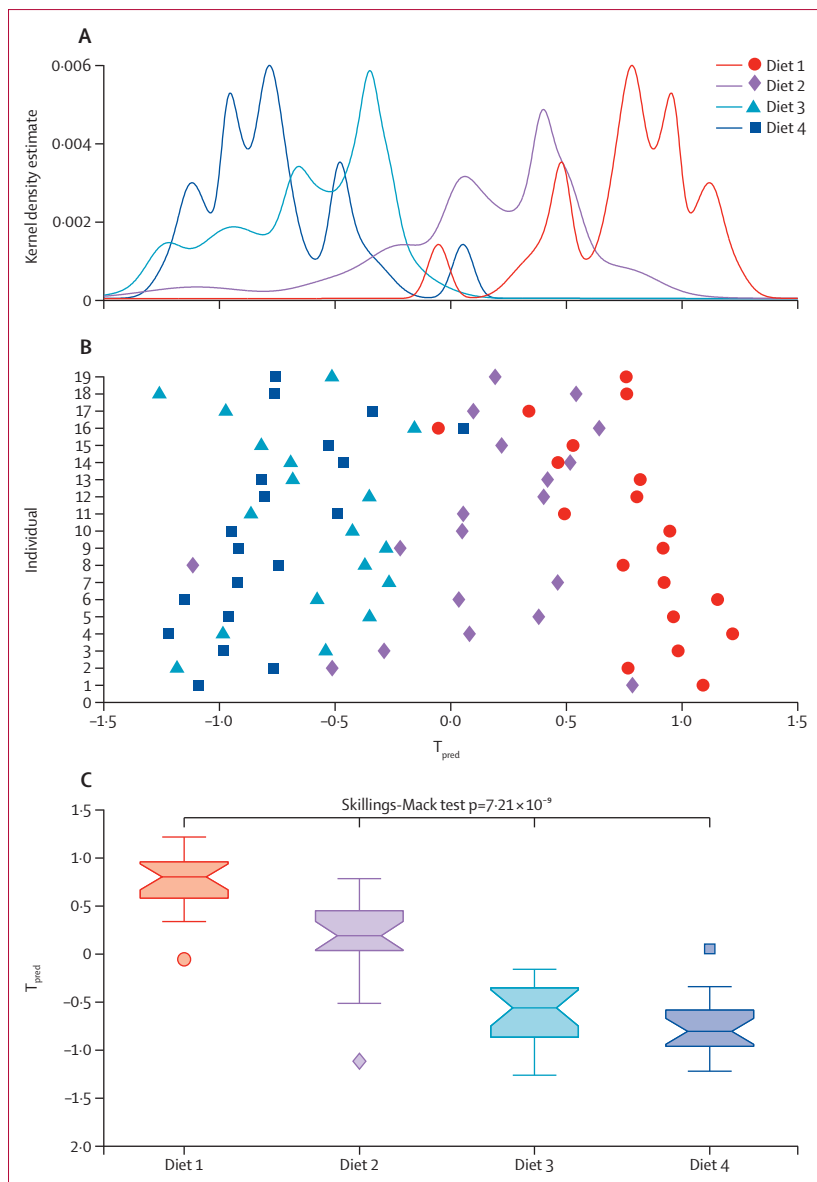 A
Kernel density estimate
0·006
0·004
0·002
0
Diet 1
Diet 2
Diet 3
Diet 4
B
Individual
19
18
17
16
15
14
13
12
11
10
9
8
7
6
5
4
3
2
1
0
–1·5
–1·0
–0·5
0·0
0·5
1·0
1·5
T_pred
C
Skillings-Mack test p=7·21 × 10⁻⁹
T_pred
1·5
1·0
0·5
0
–0·5
–1·0
–1·5
2·0
Diet 1
Diet 2
Diet 3
Diet 4